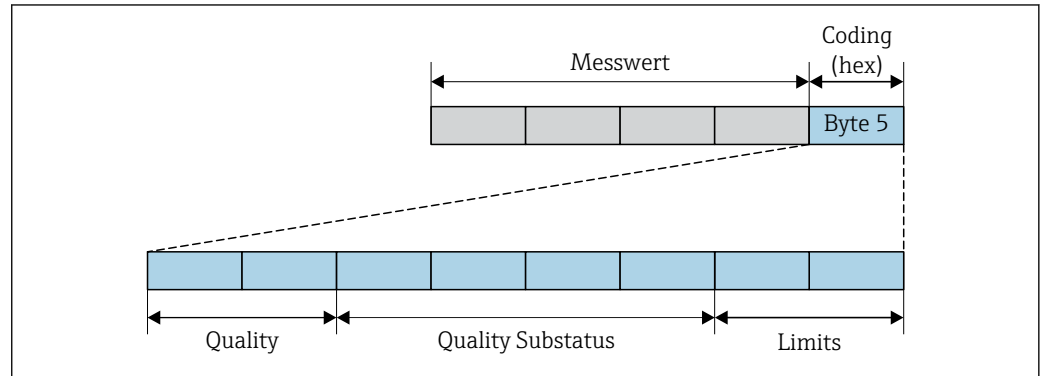 Messwert
Coding
(hex)
Byte 5
Quality
Quality Substatus
Limits